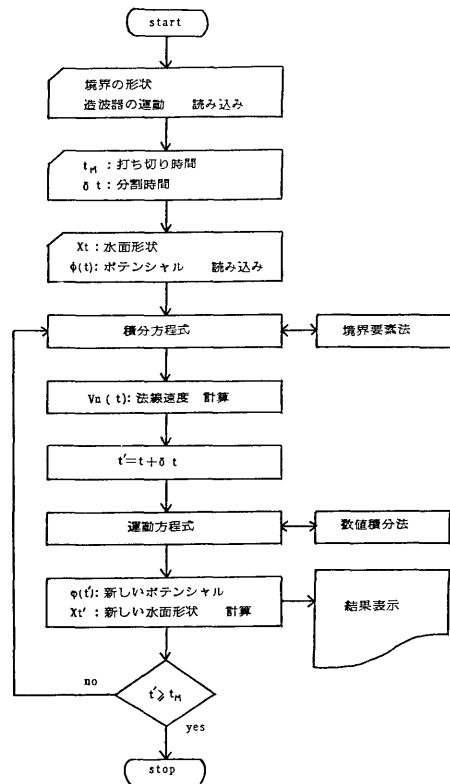 start
境界の形状
造波器の運動 読み込み
t_M : 打ち切り時間
δ t : 分割時間
Xt : 水面形状
φ(t): ポテンシャル 読み込み
積分方程式
境界要素法
Vn ( t): 法線速度 計算
t′=t+δ t
運動方程式
数値積分法
φ(t′): 新しいポテンシャル
Xt′ : 新しい水面形状 計算
結果表示
no
t′≥ t_M
yes
stop